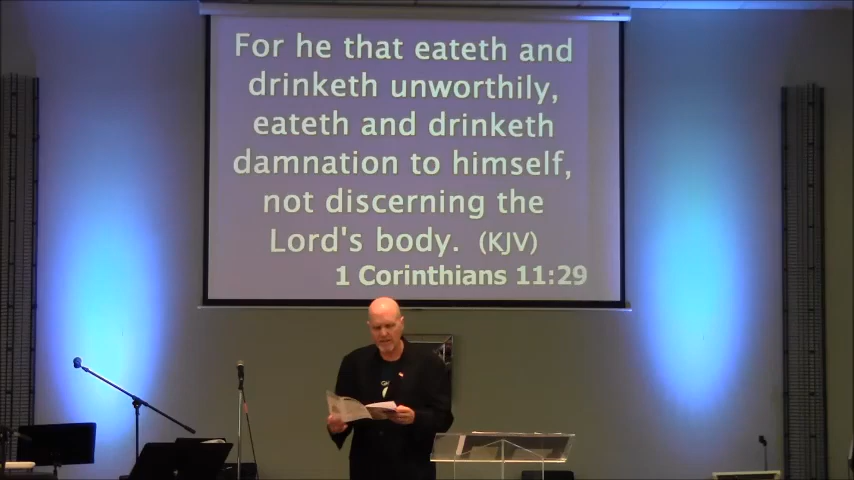 For he that eateth and
drinketh unworthily,
eateth and drinketh
damnation to himself,
not discerning the
Lord's body. (KJV)
1 Corinthians 11:29